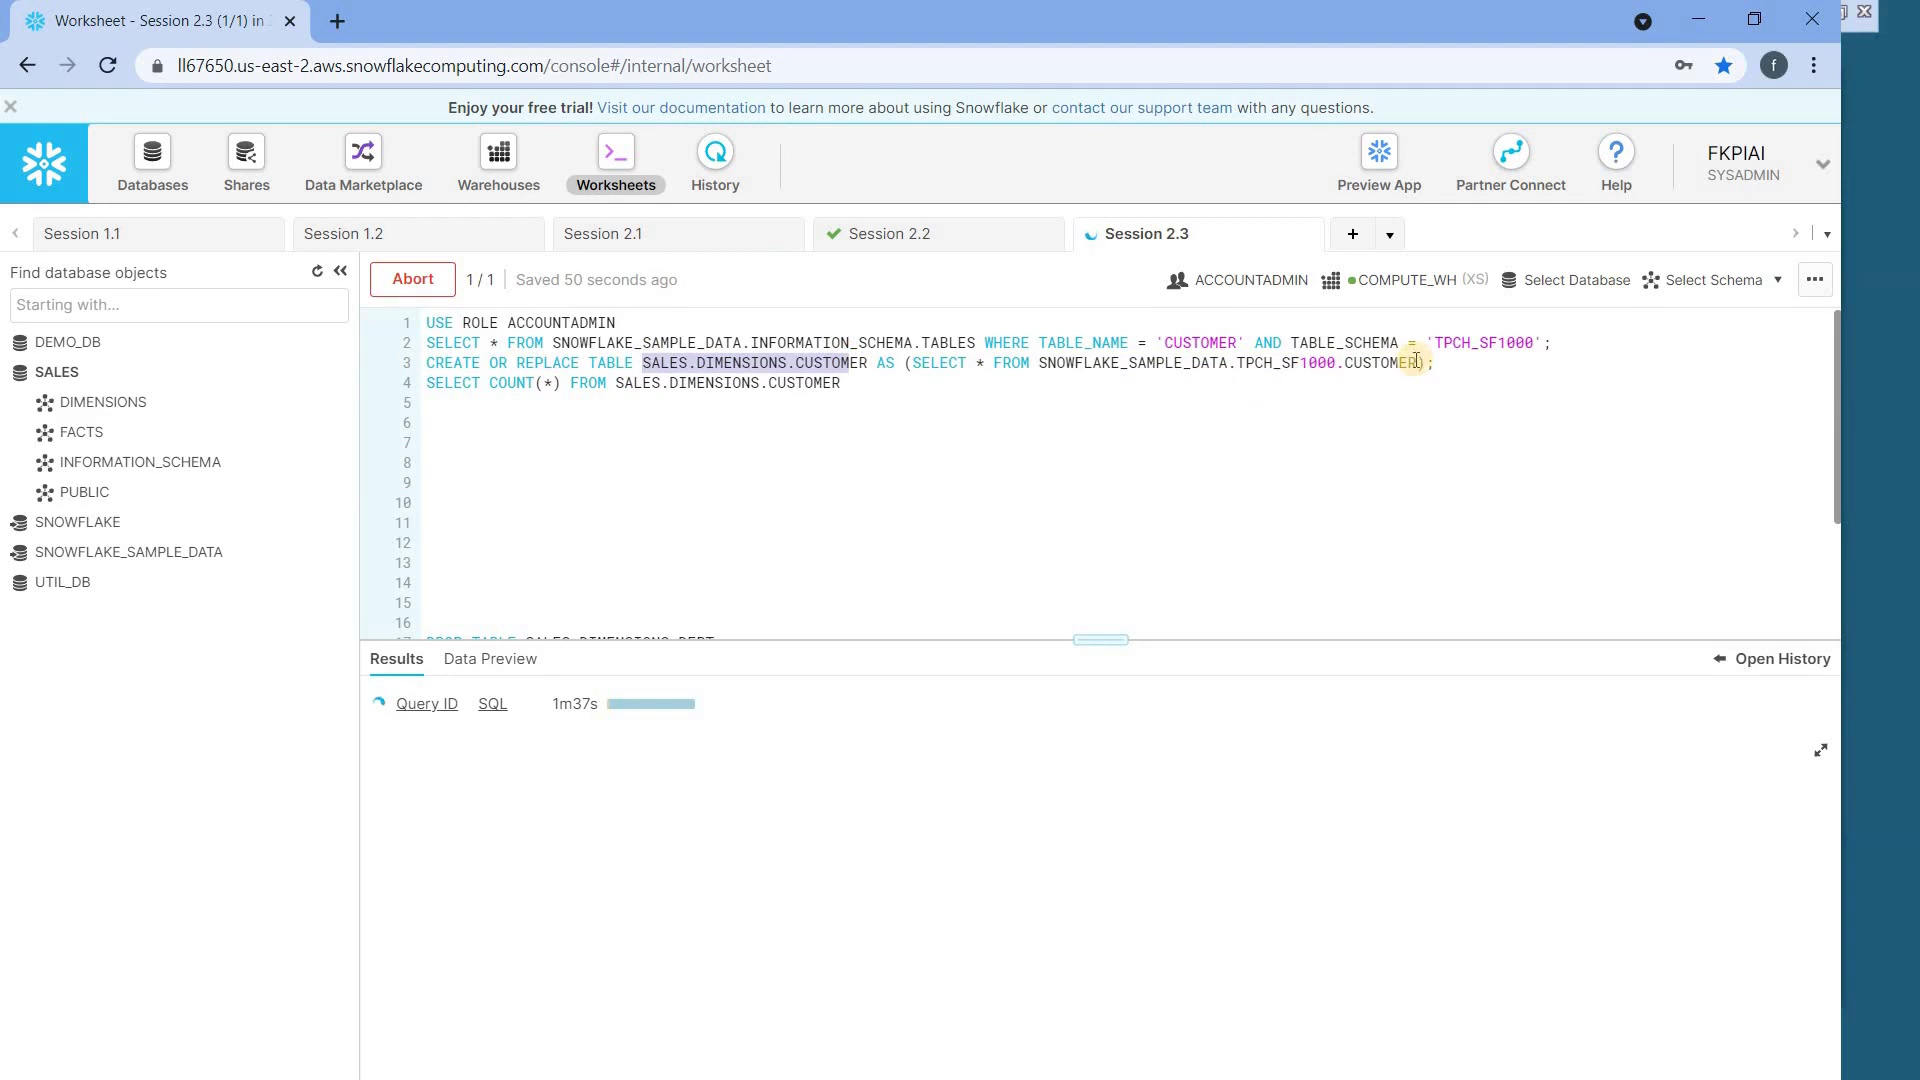 Worksheet - Session 2.3 (1/1) in
ll67650.us-east-2.aws.snowflakecomputing.com/console#/internal/worksheet
f
Enjoy your free trial! Visit our documentation to learn more about using Snowflake or contact our support team with any questions.
Databases
Shares
Data Marketplace
Warehouses
Worksheets
History
Preview App
Partner Connect
Help
FKPIAI
SYSADMIN
Session 1.1
Session 1.2
Session 2.1
Session 2.2
Session 2.3
Find database objects
Starting with...
DEMO_DB
SALES
DIMENSIONS
FACTS
INFORMATION_SCHEMA
PUBLIC
SNOWFLAKE
SNOWFLAKE_SAMPLE_DATA
UTIL_DB
Abort 1 / 1 Saved 50 seconds ago
ACCOUNTADMIN COMPUTE_WH (XS) Select Database Select Schema
1 USE ROLE ACCOUNTADMIN
2 SELECT * FROM SNOWFLAKE_SAMPLE_DATA.INFORMATION_SCHEMA.TABLES WHERE TABLE_NAME = 'CUSTOMER' AND TABLE_SCHEMA = 'TPCH_SF1000';
3 CREATE OR REPLACE TABLE SALES.DIMENSIONS.CUSTOMER AS (SELECT * FROM SNOWFLAKE_SAMPLE_DATA.TPCH_SF1000.CUSTOMER);
4 SELECT COUNT(*) FROM SALES.DIMENSIONS.CUSTOMER
5
6
7
8
9
10
11
12
13
14
15
16
17 DROP TABLE SALES.DIMENSIONS.DEPT
Results
Data Preview
Open History
Query ID SQL 1m37s